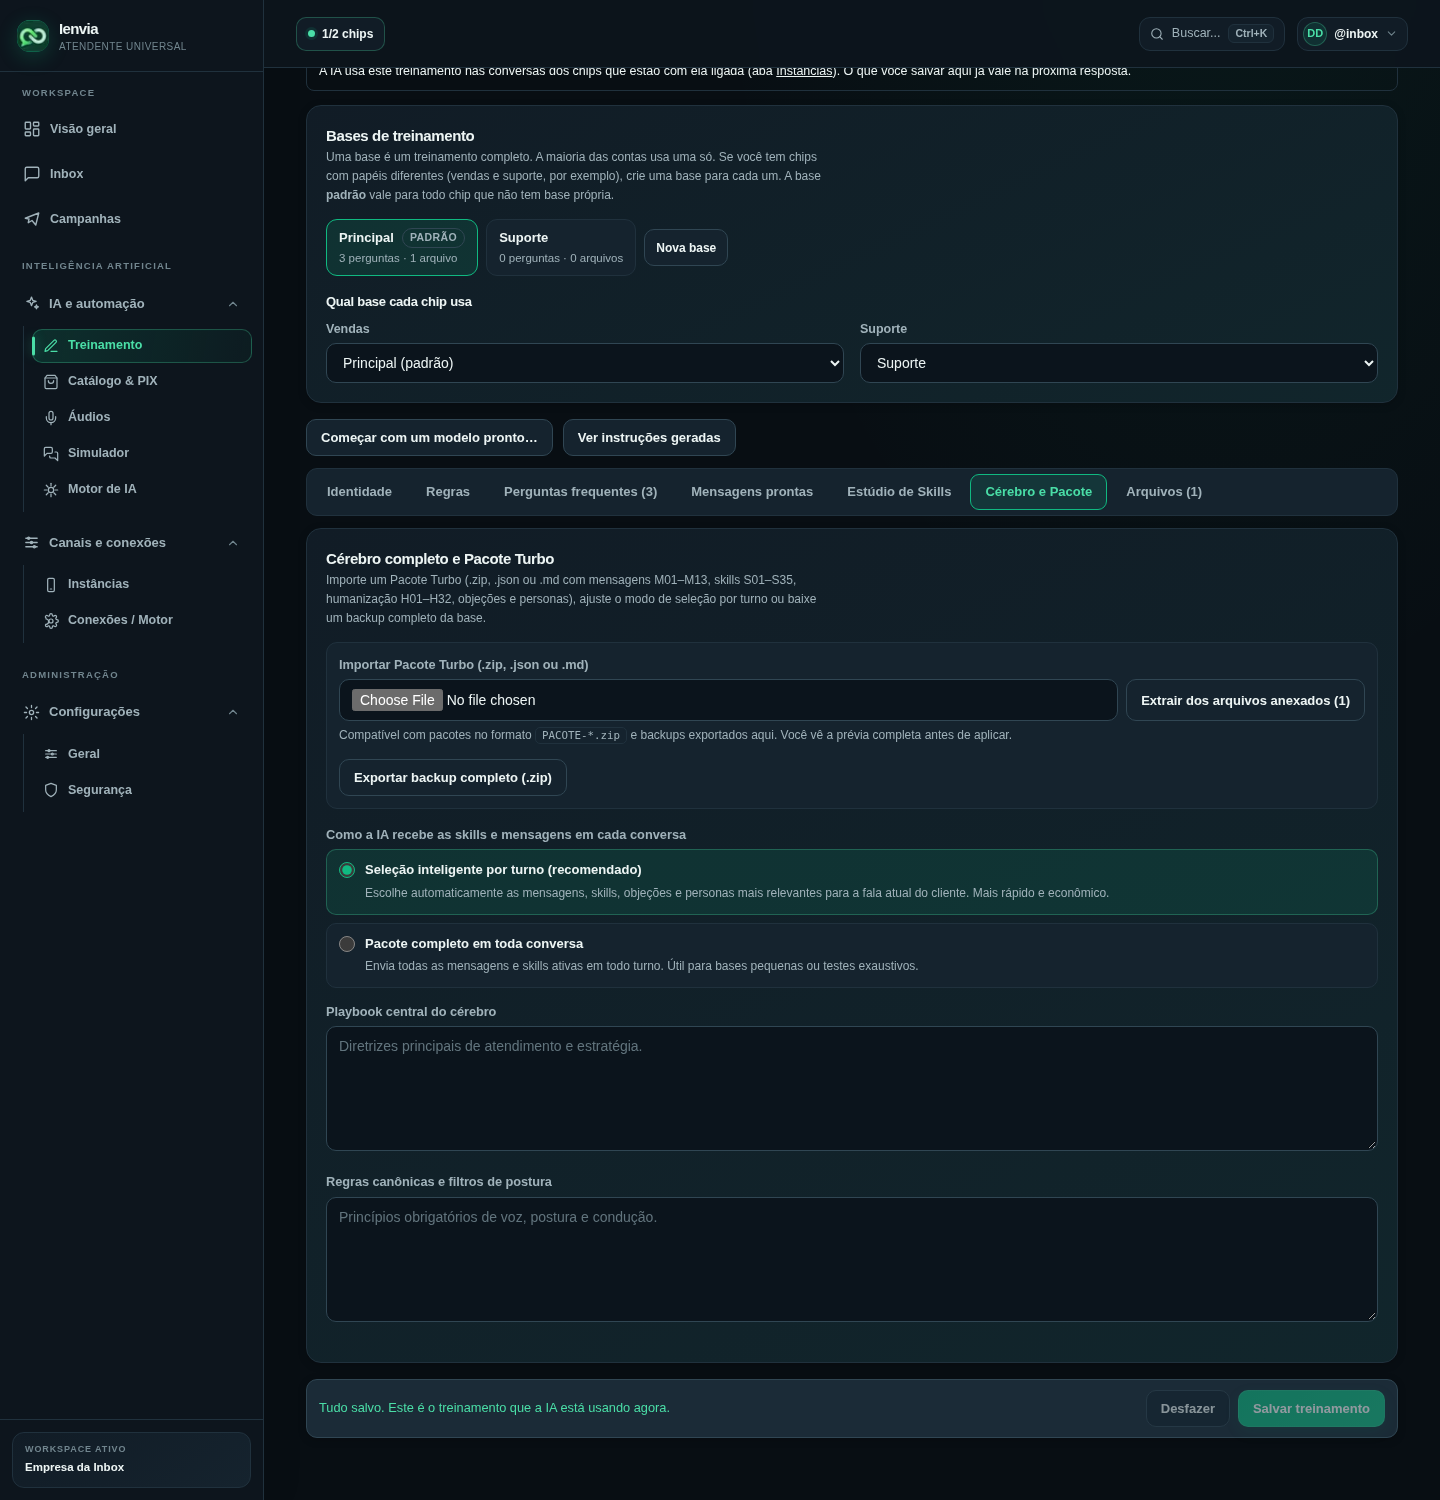 Ienvia
ATENDENTE UNIVERSAL
1/2 chips
Buscar...
Ctrl+K
DD
@inbox
WORKSPACE
Visão geral
Inbox
Campanhas
INTELIGÊNCIA ARTIFICIAL
IA e automação
Treinamento
Catálogo & PIX
Áudios
Simulador
Motor de IA
Canais e conexões
Instâncias
Conexões / Motor
ADMINISTRAÇÃO
Configurações
Geral
Segurança
WORKSPACE ATIVO
Empresa da Inbox
A IA usa este treinamento nas conversas dos chips que estão com ela ligada (aba Instâncias). O que você salvar aqui já vale na próxima resposta.
Bases de treinamento
Uma base é um treinamento completo. A maioria das contas usa uma só. Se você tem chips
com papéis diferentes (vendas e suporte, por exemplo), crie uma base para cada um. A base
padrão vale para todo chip que não tem base própria.
Principal PADRÃO
3 perguntas · 1 arquivo
Suporte
0 perguntas · 0 arquivos
Nova base
Qual base cada chip usa
Vendas
Principal (padrão)
Suporte
Suporte
Começar com um modelo pronto…
Ver instruções geradas
Identidade
Regras
Perguntas frequentes (3)
Mensagens prontas
Estúdio de Skills
Cérebro e Pacote
Arquivos (1)
Cérebro completo e Pacote Turbo
Importe um Pacote Turbo (.zip, .json ou .md com mensagens M01–M13, skills S01–S35,
humanização H01–H32, objeções e personas), ajuste o modo de seleção por turno ou baixe
um backup completo da base.
Importar Pacote Turbo (.zip, .json ou .md)
Choose File No file chosen
Extrair dos arquivos anexados (1)
Compatível com pacotes no formato PACOTE-*.zip e backups exportados aqui. Você vê a prévia completa antes de aplicar.
Exportar backup completo (.zip)
Como a IA recebe as skills e mensagens em cada conversa
Seleção inteligente por turno (recomendado)
Escolhe automaticamente as mensagens, skills, objeções e personas mais relevantes para a fala atual do cliente. Mais rápido e econômico.
Pacote completo em toda conversa
Envia todas as mensagens e skills ativas em todo turno. Útil para bases pequenas ou testes exaustivos.
Playbook central do cérebro
Diretrizes principais de atendimento e estratégia.
Regras canônicas e filtros de postura
Princípios obrigatórios de voz, postura e condução.
Tudo salvo. Este é o treinamento que a IA está usando agora.
Desfazer
Salvar treinamento